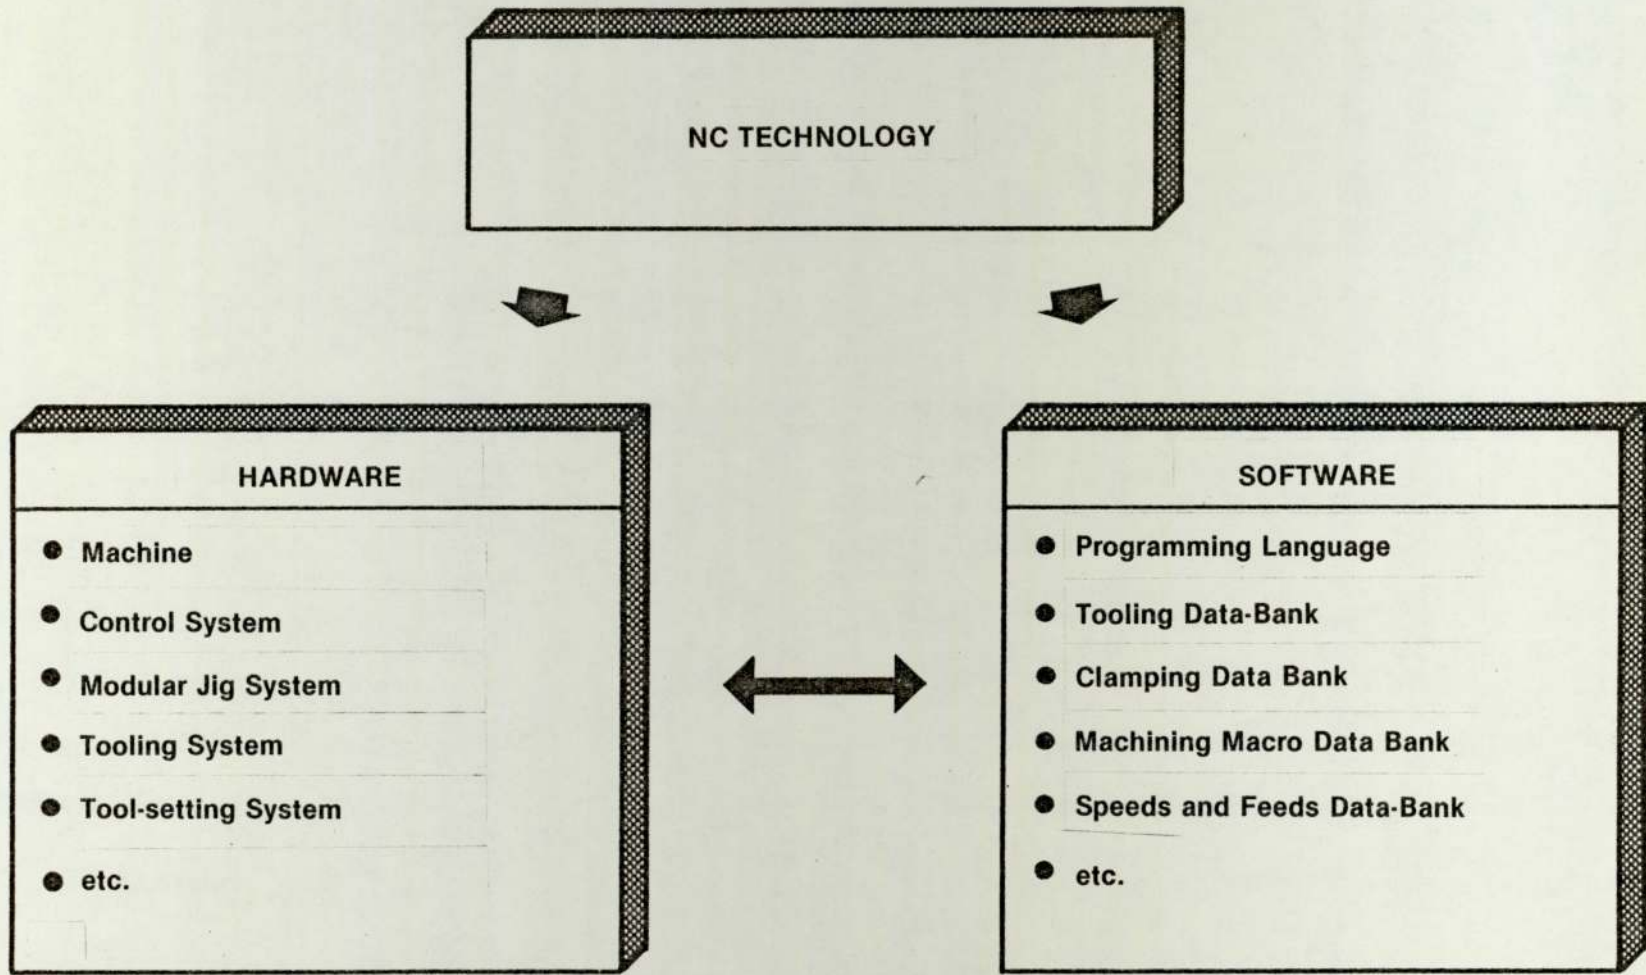 NC TECHNOLOGY
HARDWARE
● Machine
● Control System
● Modular Jig System
● Tooling System
● Tool-setting System
● etc.
SOFTWARE
● Programming Language
● Tooling Data-Bank
● Clamping Data Bank
● Machining Macro Data Bank
● Speeds and Feeds Data-Bank
● etc.